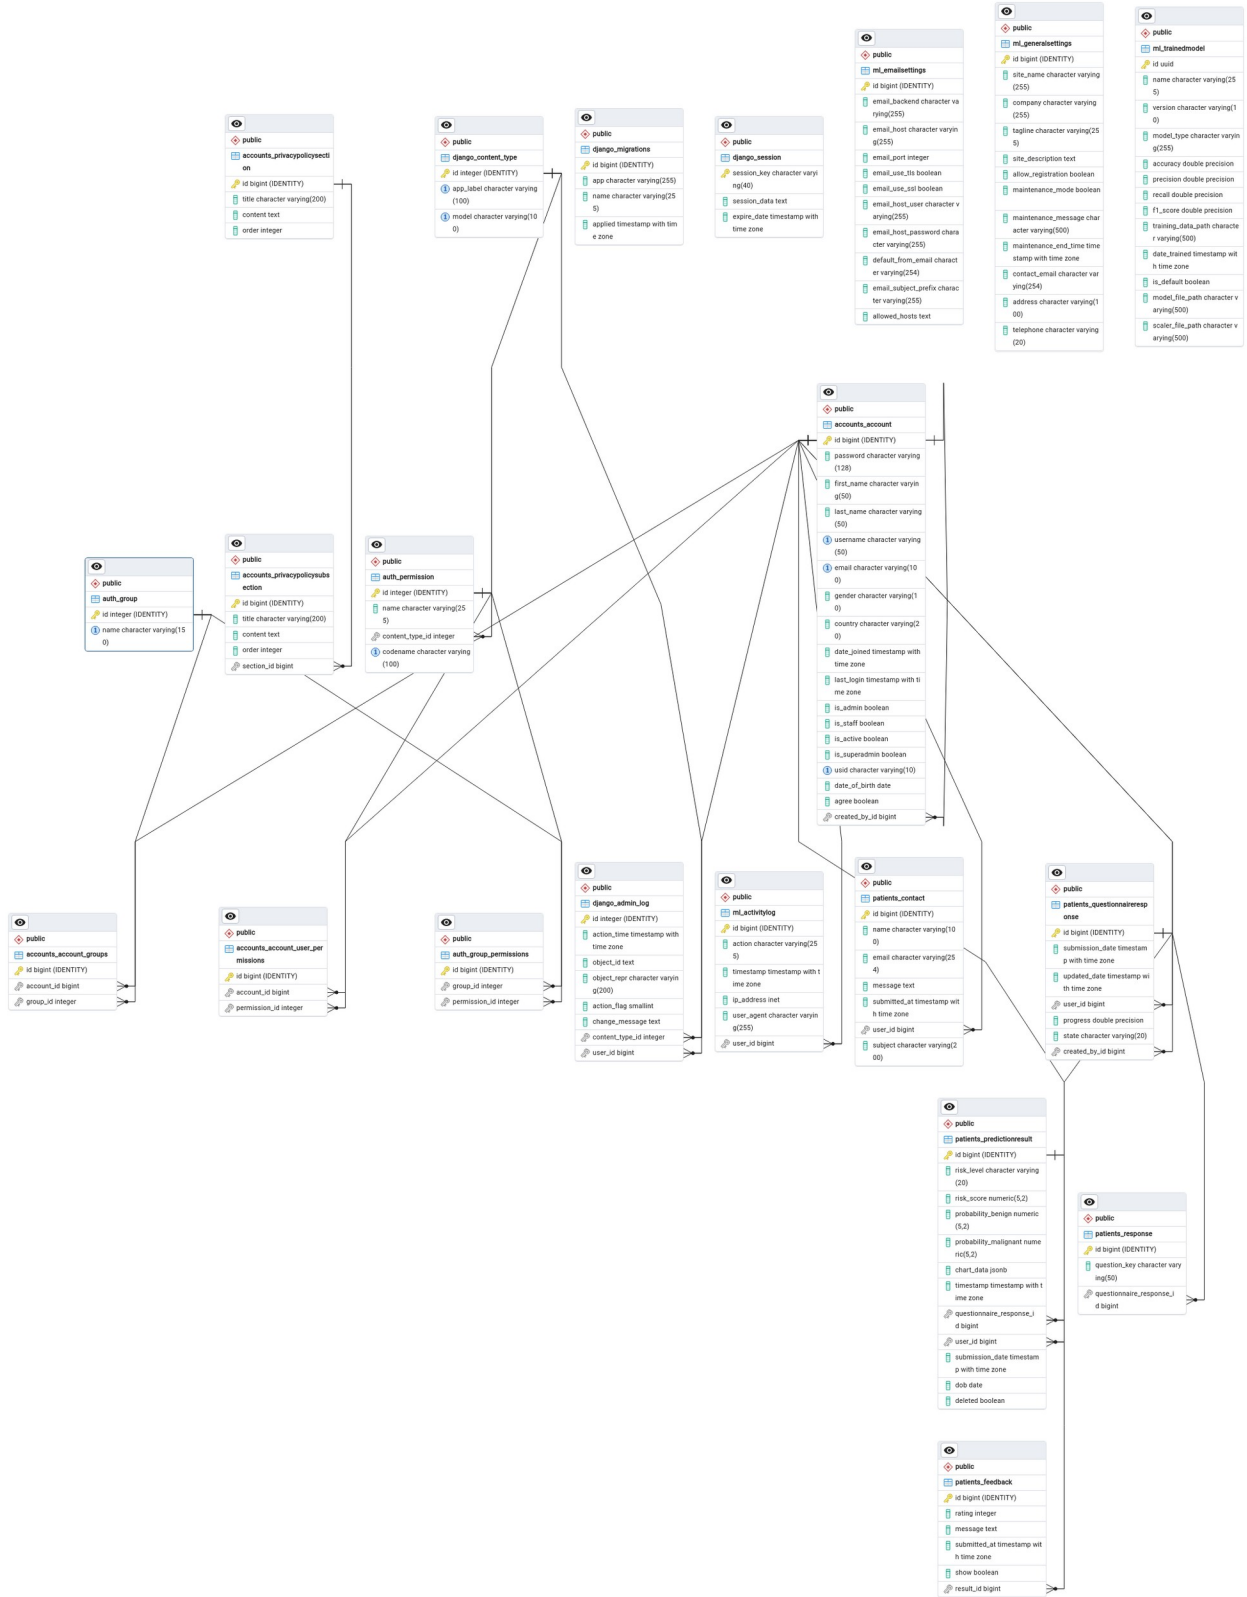 public
ml_generalsettings
id bigint (IDENTITY)
site_name character varying
(255)
company character varying
(255)
tagline character varying(25
5)
site_description text
allow_registration boolean
maintenance_mode boolean
maintenance_message char
acter varying(500)
maintenance_end_time time
stamp with time zone
contact_email character var
ying(254)
address character varying(1
00)
telephone character varying
(20)
public
ml_trainedmodel
id uuid
name character varying(25
5)
version character varying(1
0)
model_type character varyin
g(255)
accuracy double precision
precision double precision
recall double precision
f1_score double precision
training_data_path characte
r varying(500)
date_trained timestamp wit
h time zone
is_default boolean
model_file_path character v
arying(500)
scaler_file_path character v
arying(500)
public
ml_emailsettings
id bigint (IDENTITY)
email_backend character va
rying(255)
email_host character varyin
g(255)
email_port integer
email_use_tls boolean
email_use_ssl boolean
email_host_user character v
arying(255)
email_host_password chara
cter varying(255)
default_from_email charact
er varying(254)
email_subject_prefix charac
ter varying(255)
allowed_hosts text
public
accounts_privacypolicysecti
on
id bigint (IDENTITY)
title character varying(200)
content text
order integer
public
django_content_type
id integer (IDENTITY)
app_label character varying
(100)
model character varying(10
0)
public
django_migrations
id bigint (IDENTITY)
app character varying(255)
name character varying(25
5)
applied timestamp with tim
e zone
public
django_session
session_key character varyi
ng(40)
session_data text
expire_date timestamp with
time zone
public
accounts_account
id bigint (IDENTITY)
password character varying
(128)
first_name character varyin
g(50)
last_name character varying
(50)
username character varying
(50)
email character varying(10
0)
gender character varying(1
0)
country character varying(2
0)
date_joined timestamp with
time zone
last_login timestamp with ti
me zone
is_admin boolean
is_staff boolean
is_active boolean
is_superadmin boolean
usid character varying(10)
date_of_birth date
agree boolean
created_by_id bigint
public
auth_group
id integer (IDENTITY)
name character varying(15
0)
public
accounts_privacypolicysubs
ection
id bigint (IDENTITY)
title character varying(200)
content text
order integer
section_id bigint
public
auth_permission
id integer (IDENTITY)
name character varying(25
5)
content_type_id integer
codename character varying
(100)
public
accounts_account_groups
id bigint (IDENTITY)
account_id bigint
group_id integer
public
accounts_account_user_per
missions
id bigint (IDENTITY)
account_id bigint
permission_id integer
public
auth_group_permissions
id bigint (IDENTITY)
group_id integer
permission_id integer
public
django_admin_log
id integer (IDENTITY)
action_time timestamp with
time zone
object_id text
object_repr character varyin
g(200)
action_flag smallint
change_message text
content_type_id integer
user_id bigint
public
ml_activitylog
id bigint (IDENTITY)
action character varying(25
5)
timestamp timestamp with t
ime zone
ip_address inet
user_agent character varyin
g(255)
user_id bigint
public
patients_contact
id bigint (IDENTITY)
name character varying(10
0)
email character varying(25
4)
message text
submitted_at timestamp wit
h time zone
user_id bigint
subject character varying(2
00)
public
patients_questionnaireresp
onse
id bigint (IDENTITY)
submission_date timestam
p with time zone
updated_date timestamp wi
th time zone
user_id bigint
progress double precision
state character varying(20)
created_by_id bigint
public
patients_predictionresult
id bigint (IDENTITY)
risk_level character varying
(20)
risk_score numeric(5,2)
probability_benign numeric
(5,2)
probability_malignant nume
ric(5,2)
chart_data jsonb
timestamp timestamp with t
ime zone
questionnaire_response_i
d bigint
user_id bigint
submission_date timestam
p with time zone
dob date
deleted boolean
public
patients_response
id bigint (IDENTITY)
question_key character vary
ing(50)
questionnaire_response_i
d bigint
public
patients_feedback
id bigint (IDENTITY)
rating integer
message text
submitted_at timestamp wit
h time zone
show boolean
result_id bigint